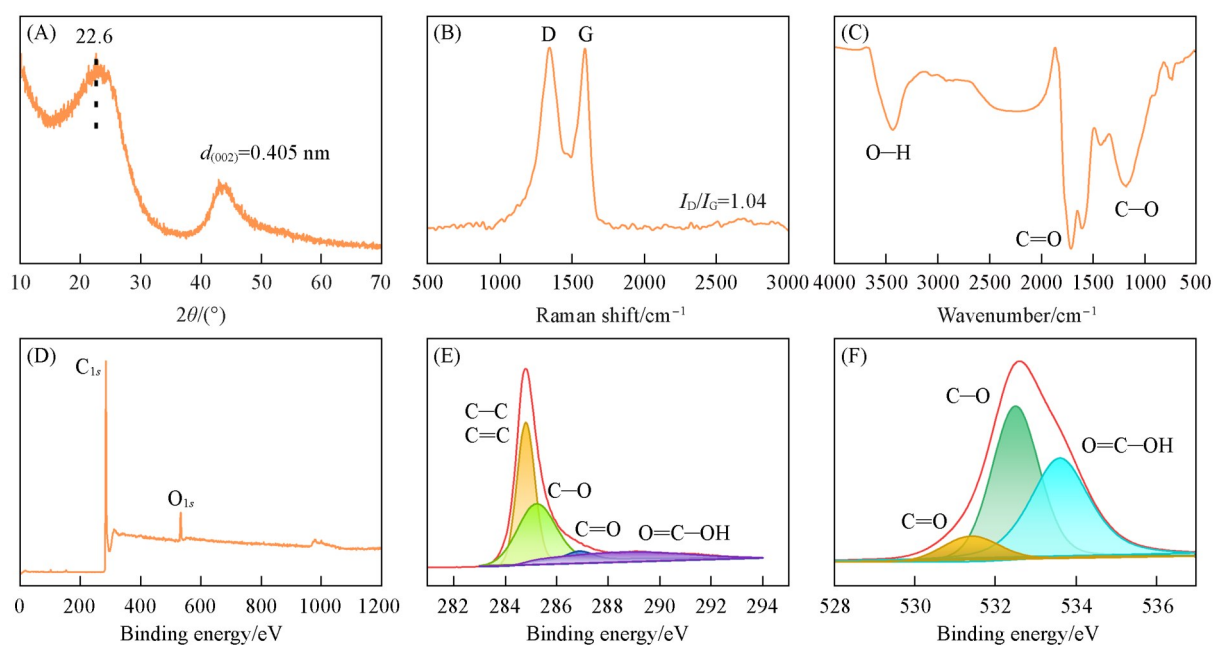 (A)
22.6
d(002)=0.405 nm
10 20 30 40 50 60 70
2θ/(°)
(B)
D G
ID/IG=1.04
500 1000 1500 2000 2500 3000
Raman shift/cm−1
(C)
O—H
C=O
C—O
4000 3000 2000 1500 1000 500
Wavenumber/cm−1
(D)
C1s
O1s
0 200 400 600 800 1000 1200
Binding energy/eV
(E)
C—C
C=C
C—O
C=O
O=C—OH
282 284 286 288 290 292 294
Binding energy/eV
(F)
C—O
O=C—OH
C=O
528 530 532 534 536
Binding energy/eV